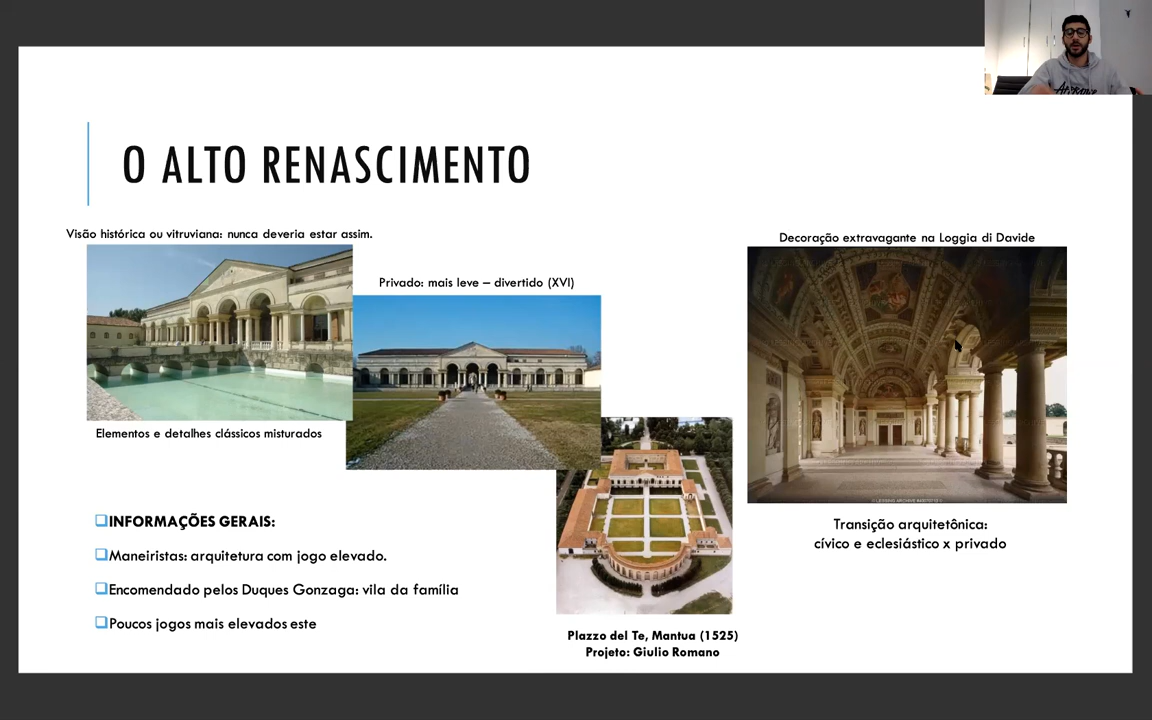 O ALTO RENASCIMENTO
Visão histórica ou vitruviana: nunca deveria estar assim.
Decoração extravagante na Loggia di Davide
Privado: mais leve – divertido (XVI)
Elementos e detalhes clássicos misturados
INFORMAÇÕES GERAIS:
Maneiristas: arquitetura com jogo elevado.
Encomendado pelos Duques Gonzaga: vila da família
Poucos jogos mais elevados este
Transição arquitetônica:
cívico e eclesiástico x privado
Plazzo del Te, Mantua (1525)
Projeto: Giulio Romano